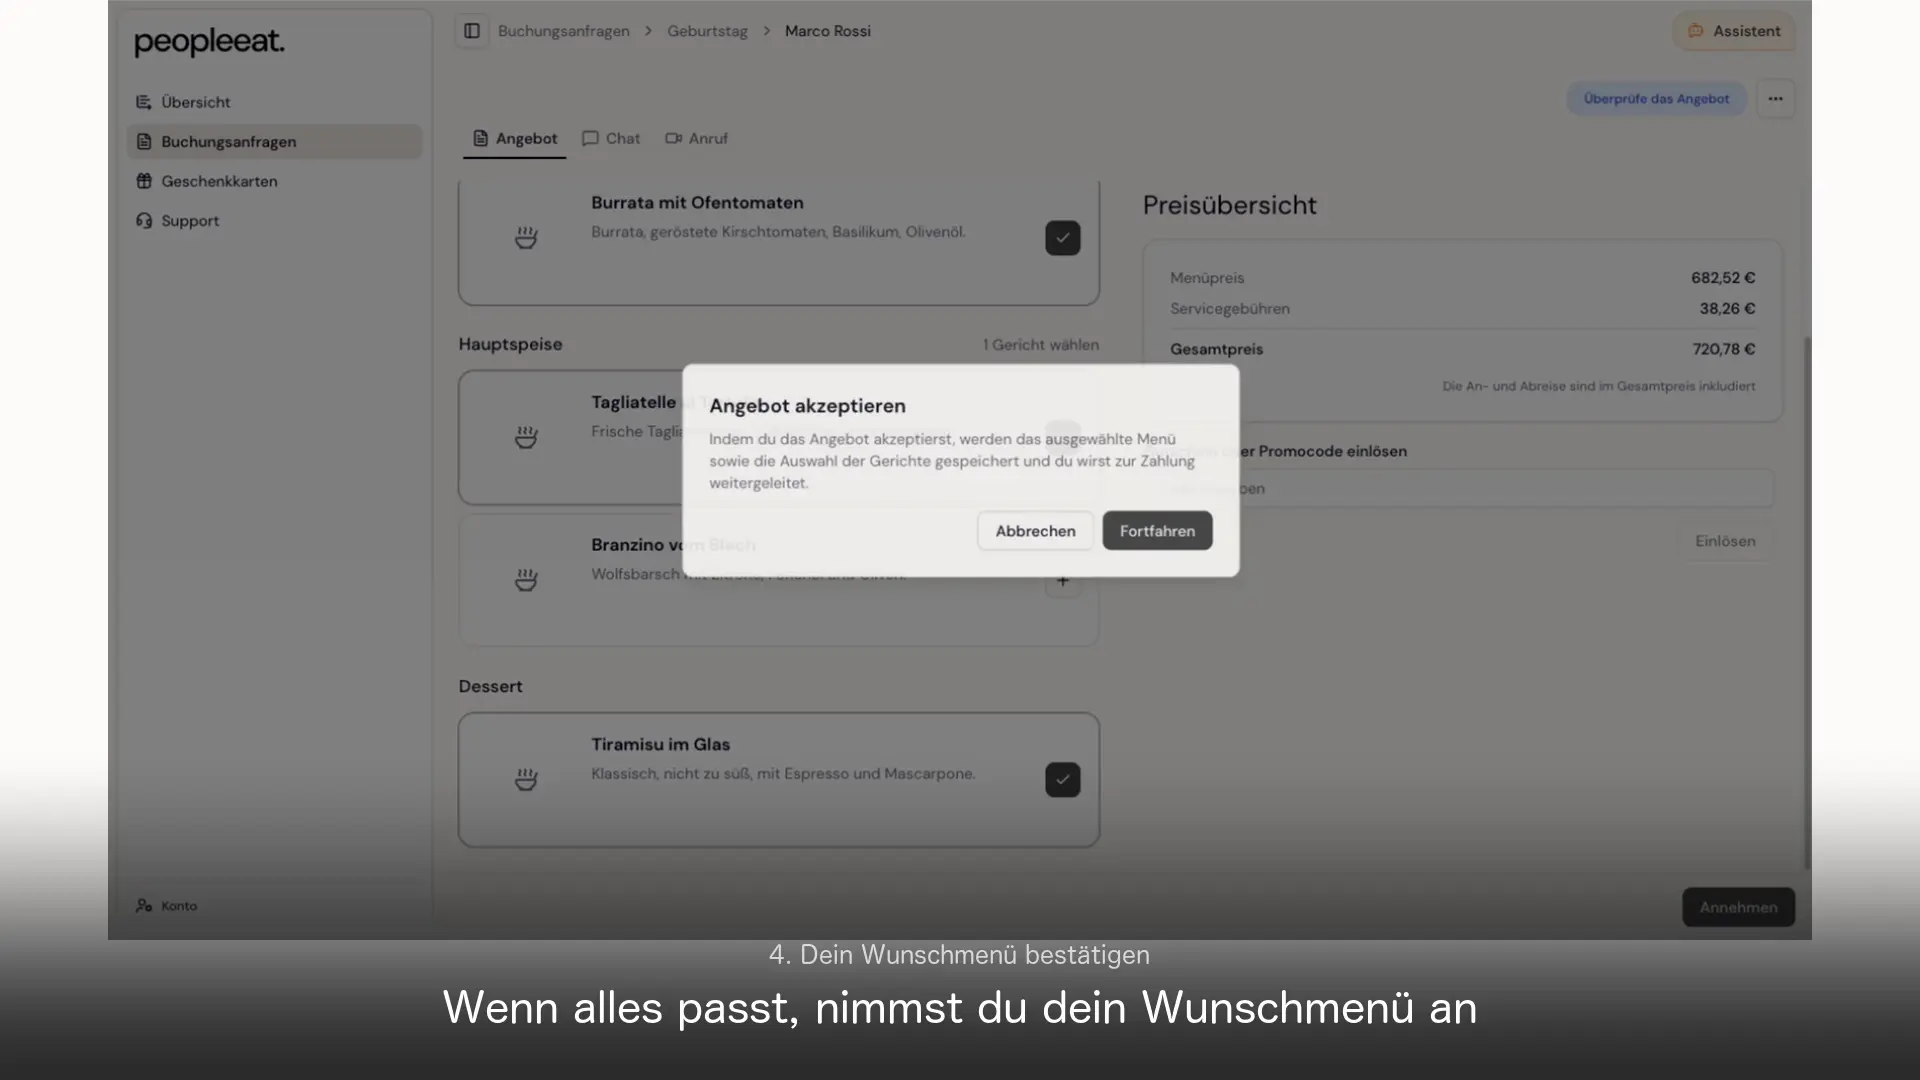 peopleeat.
Übersicht
Buchungsanfragen
Geschenkkarten
Support
Konto
Buchungsanfragen > Geburtstag > Marco Rossi
Assistent
Überprüfe das Angebot
Angebot
Chat
Anruf
Burrata mit Ofentomaten
Burrata, geröstete Kirschtomaten, Basilikum, Olivenöl.
Hauptspeise
1 Gericht wählen
Tagliatelle
Frische
Branzino vom Blech
Wolfsbarsch
Dessert
Tiramisu im Glas
Klassisch, nicht zu süß, mit Espresso und Mascarpone.
Preisübersicht
Menüpreis 682,52 €
Servicegebühren 38,26 €
Gesamtpreis 720,78 €
Die An- und Abreise sind im Gesamtpreis inkludiert
Promocode einlösen
Einlösen
Annehmen
Angebot akzeptieren
Indem du das Angebot akzeptierst, werden das ausgewählte Menü
sowie die Auswahl der Gerichte gespeichert und du wirst zur Zahlung
weitergeleitet.
Abbrechen
Fortfahren
4. Dein Wunschmenü bestätigen
Wenn alles passt, nimmst du dein Wunschmenü an